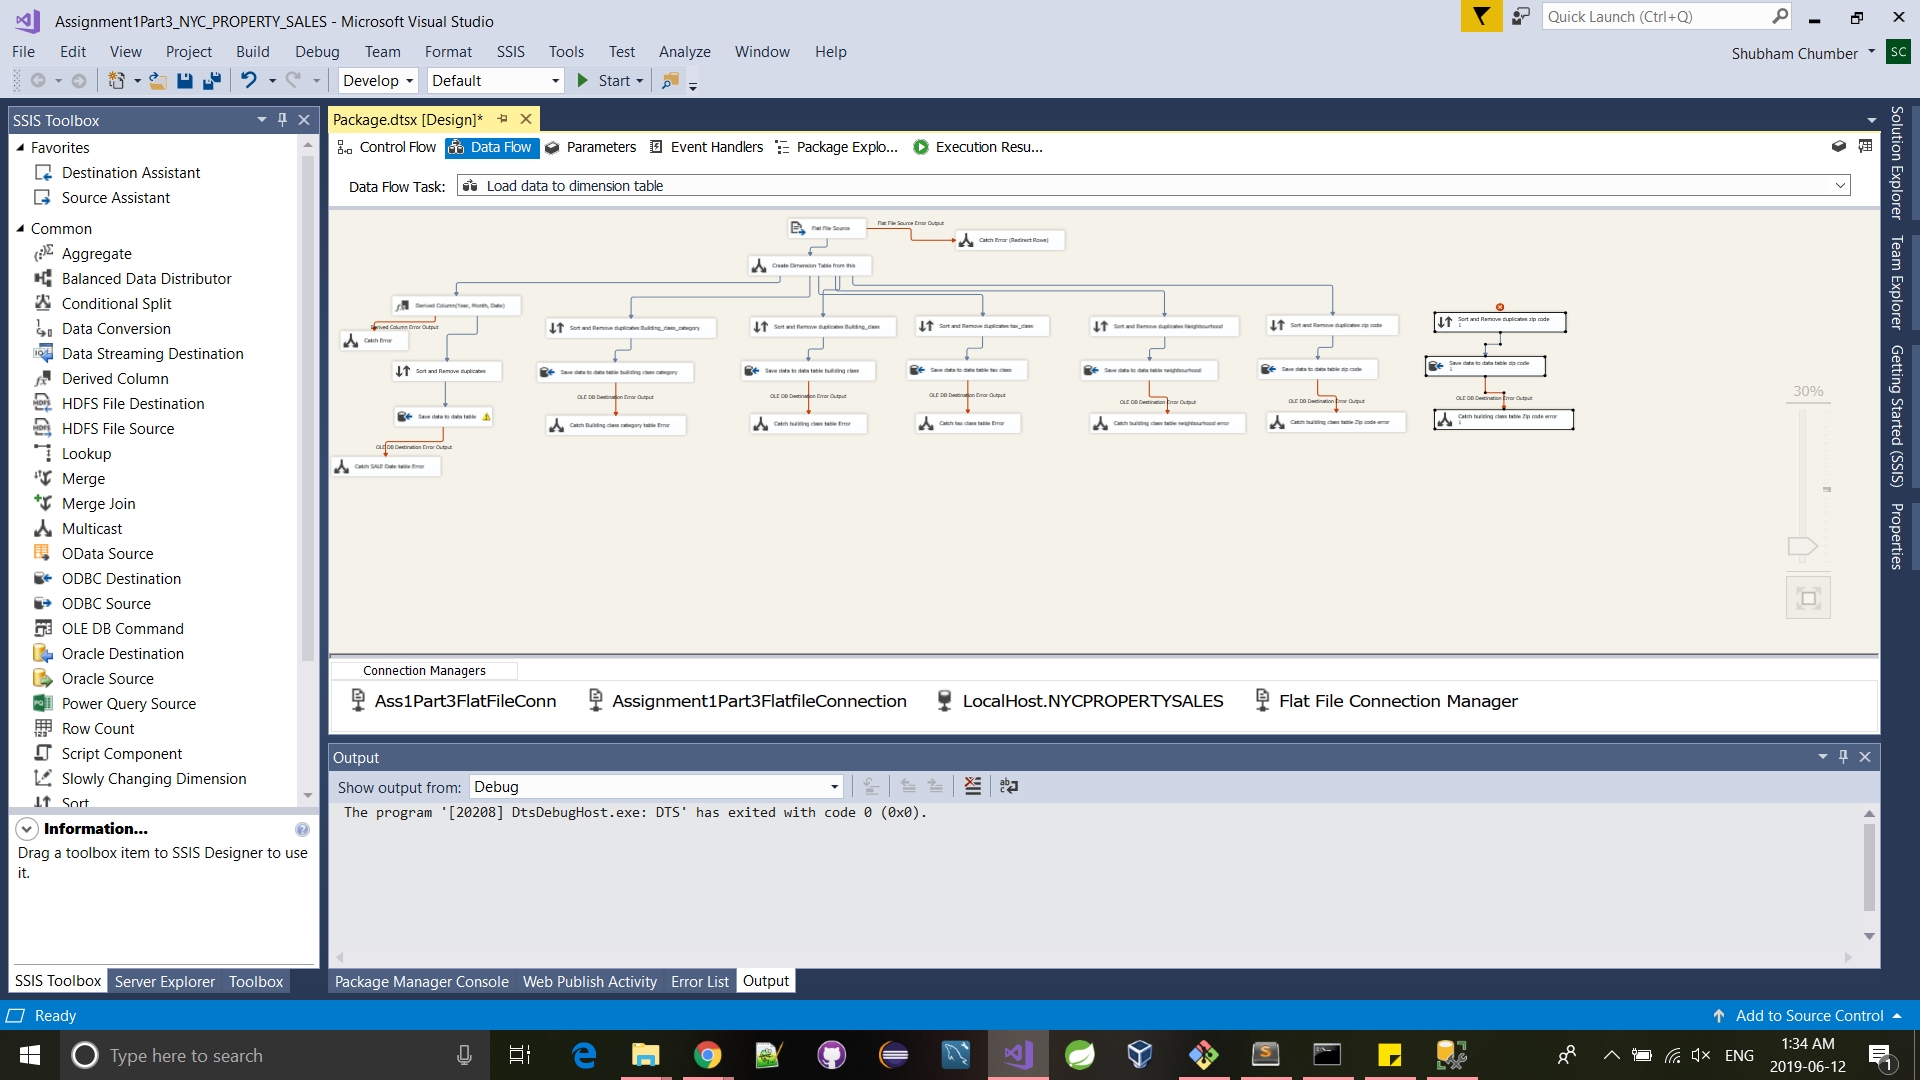 Assignment1Part3_NYC_PROPERTY_SALES - Microsoft Visual Studio
Quick Launch (Ctrl+Q)
File Edit View Project Build Debug Team Format SSIS Tools Test Analyze Window Help
Shubham Chumber SC
Develop Default Start
SSIS Toolbox
Favorites
Destination Assistant
Source Assistant
Common
Aggregate
Balanced Data Distributor
Conditional Split
Data Conversion
Data Streaming Destination
Derived Column
HDFS File Destination
HDFS File Source
Lookup
Merge
Merge Join
Multicast
OData Source
ODBC Destination
ODBC Source
OLE DB Command
Oracle Destination
Oracle Source
Power Query Source
Row Count
Script Component
Slowly Changing Dimension
Sort
Information...
Drag a toolbox item to SSIS Designer to use
it.
SSIS Toolbox Server Explorer Toolbox
Package.dtsx [Design]*
Control Flow Data Flow Parameters Event Handlers Package Explo... Execution Resu...
Data Flow Task: Load data to dimension table
Flat File Source
Flat File Source Error Output
Catch Error (Redirect Rows)
Create Dimension Table from this
Derived Column(Year, Month, Date)
Derived Column Error Output
Catch Error
Sort and Remove duplicates
Save data to data table
OLE DB Destination Error Output
Catch SALE Date table Error
Sort and Remove duplicates Building_class_category
Save data to data table building class category
OLE DB Destination Error Output
Catch Building class category table Error
Sort and Remove duplicates Building_class
Save data to data table building class
OLE DB Destination Error Output
Catch building class table Error
Sort and Remove duplicates tax_class
Save data to data table tax class
OLE DB Destination Error Output
Catch tax class table Error
Sort and Remove duplicates Neighbourhood
Save data to data table neighbourhood
OLE DB Destination Error Output
Catch building class table neighbourhood error
Sort and Remove duplicates zip code
Save data to data table zip code
OLE DB Destination Error Output
Catch building class table Zip code error
Sort and Remove duplicates zip code
1
Save data to data table zip code
1
OLE DB Destination Error Output
Catch building class table Zip code error
1
30%
Connection Managers
Ass1Part3FlatFileConn Assignment1Part3FlatfileConnection LocalHost.NYCPROPERTYSALES Flat File Connection Manager
Output
Show output from: Debug
The program '[20208] DtsDebugHost.exe: DTS' has exited with code 0 (0x0).
Package Manager Console Web Publish Activity Error List Output
Solution Explorer
Team Explorer
Getting Started (SSIS)
Properties
Ready
Add to Source Control
Type here to search
ENG
1:34 AM
2019-06-12
1